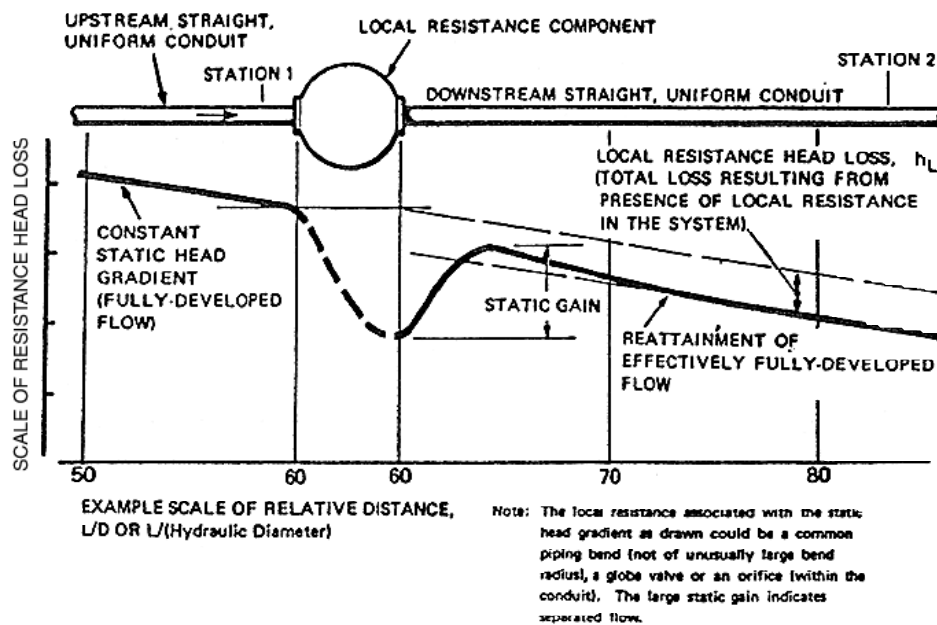 UPSTREAM STRAIGHT,
UNIFORM CONDUIT
LOCAL RESISTANCE COMPONENT
STATION 1
STATION 2
DOWNSTREAM STRAIGHT, UNIFORM CONDUIT
SCALE OF RESISTANCE HEAD LOSS
LOCAL RESISTANCE HEAD LOSS, hL
(TOTAL LOSS RESULTING FROM
PRESENCE OF LOCAL RESISTANCE
IN THE SYSTEM)
CONSTANT
STATIC HEAD
GRADIENT
(FULLY-DEVELOPED
FLOW)
STATIC GAIN
REATTAINMENT OF
EFFECTIVELY FULLY-DEVELOPED
FLOW
50 60 60 70 80
EXAMPLE SCALE OF RELATIVE DISTANCE,
L/D OR L/(Hydraulic Diameter)
Note: The local resistance associated with the static
head gradient as drawn could be a common
piping bend (not of unusually large bend
radius), a globe valve or an orifice (within the
conduit). The large static gain indicates
separated flow.